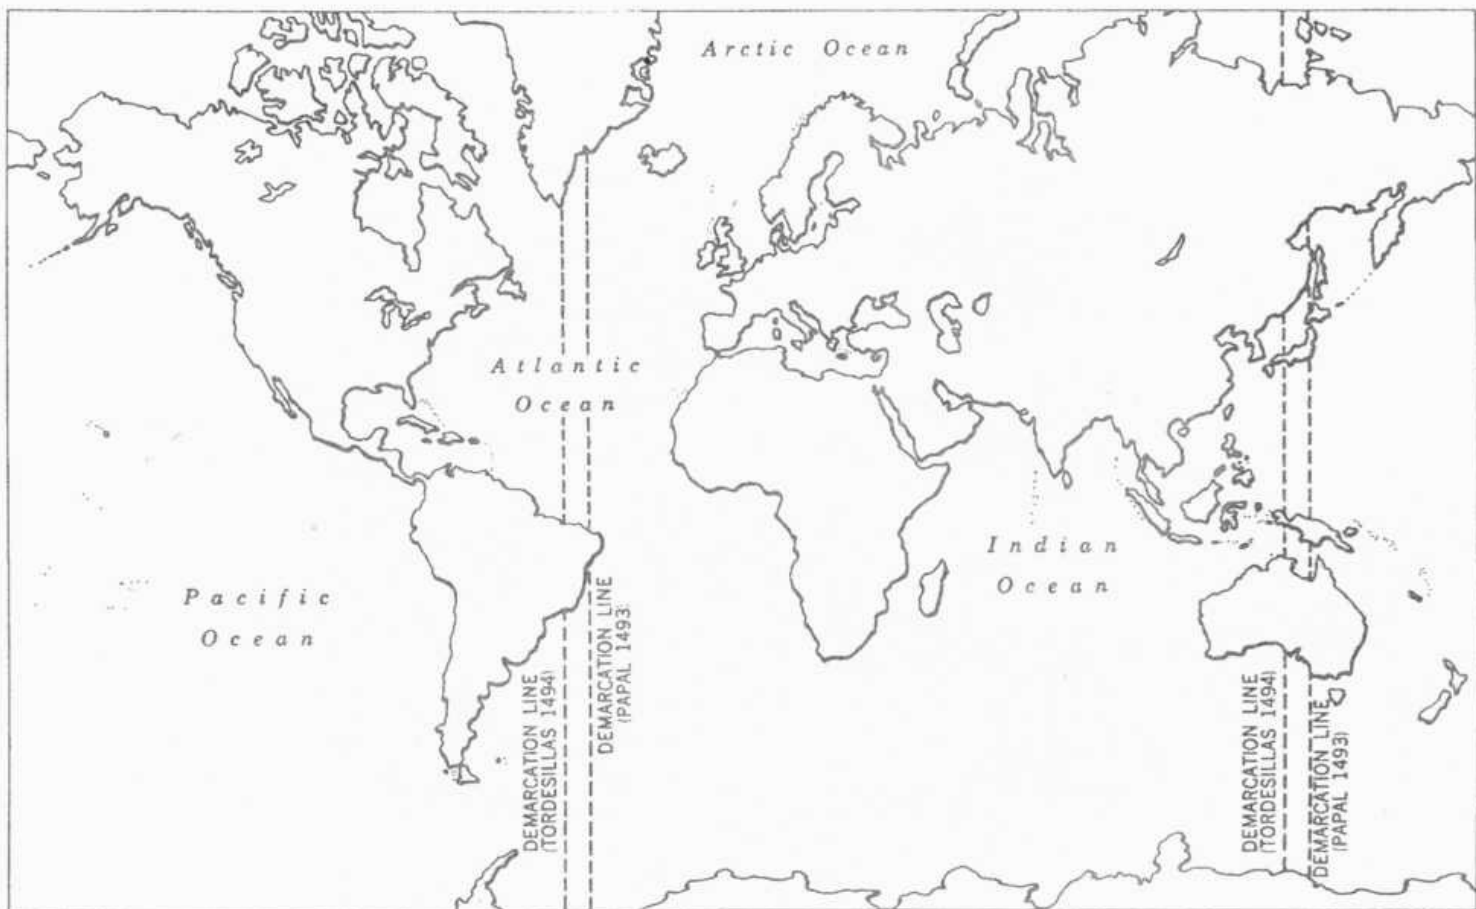 Arctic Ocean
Atlantic
Ocean
Pacific
Ocean
Indian
Ocean
DEMARCATION LINE
(TORDESILLAS 1494)
DEMARCATION LINE
(PAPAL 1493)
DEMARCATION LINE
(TORDESILLAS 1494)
DEMARCATION LINE
(PAPAL 1493)